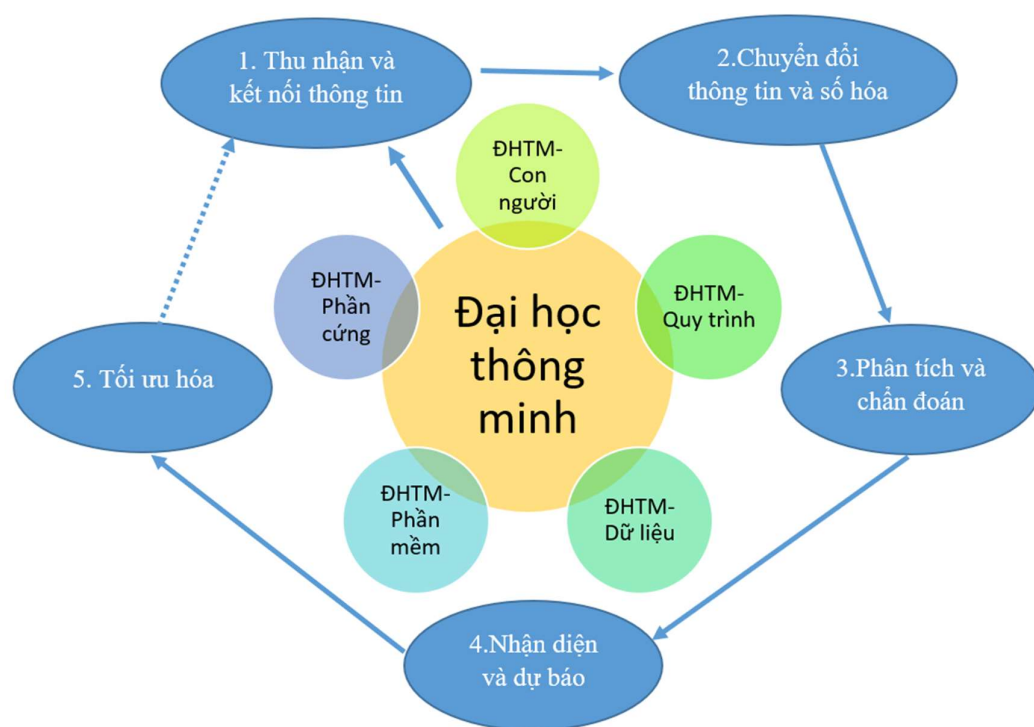 1. Thu nhận và
kết nối thông tin
2.Chuyển đổi
thông tin và số hóa
ĐHTM-
Con
người
ĐHTM-
Phần
cứng
ĐHTM-
Quy trình
Đại học
thông
minh
5. Tối ưu hóa
3.Phân tích và
chẩn đoán
ĐHTM-
Phần
mềm
ĐHTM-
Dữ liệu
4.Nhận diện
và dự báo